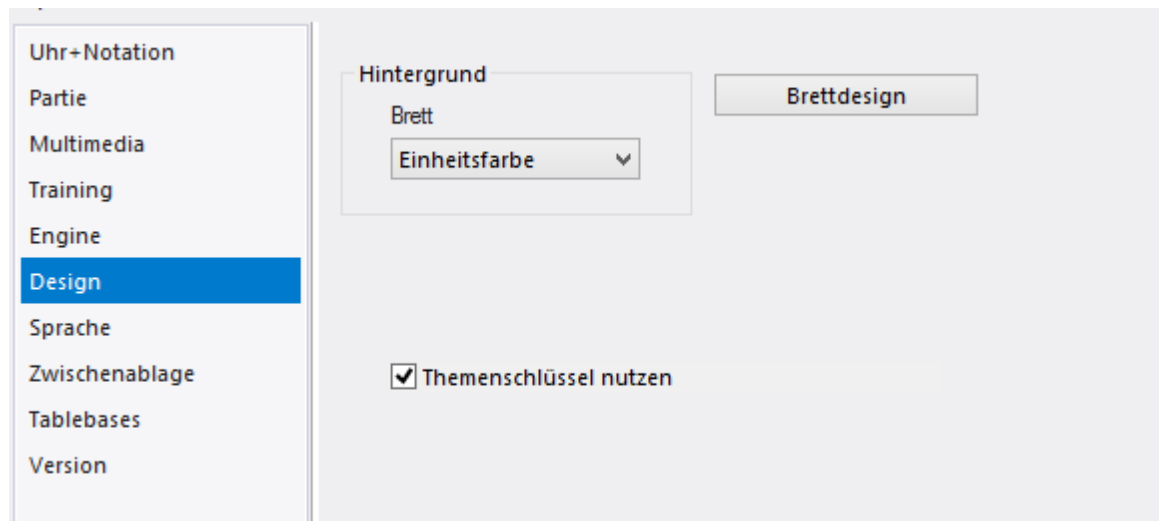 Uhr+Notation
Partie
Multimedia
Training
Engine
Design
Sprache
Zwischenablage
Tablebases
Version
Hintergrund
Brett
Einheitsfarbe
Brettdesign
Themenschlüssel nutzen